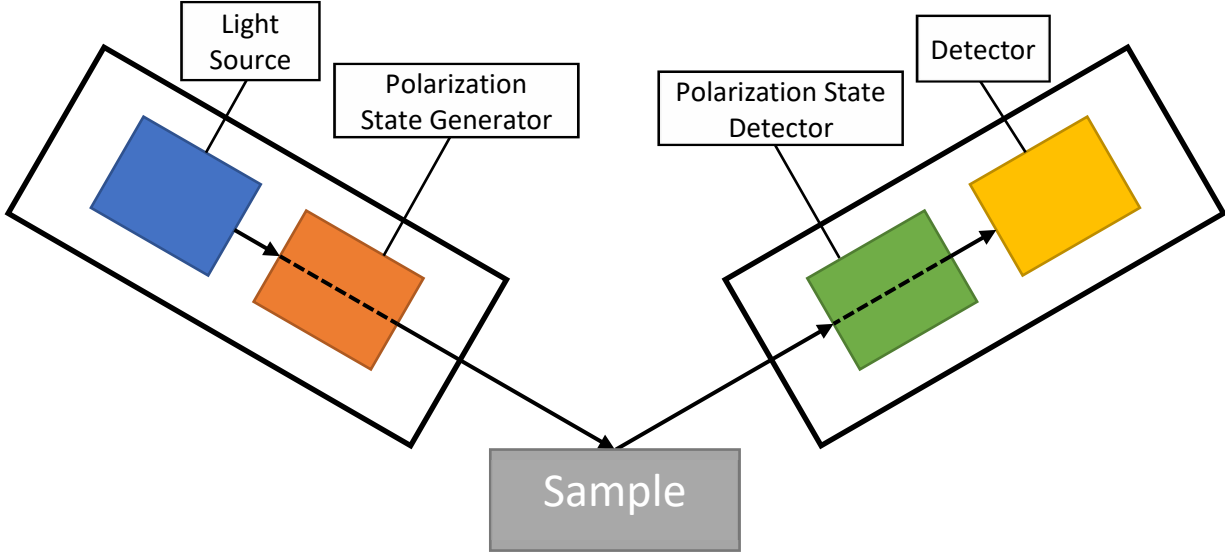 Light
Source
Polarization
State Generator
Polarization State
Detector
Detector
Sample